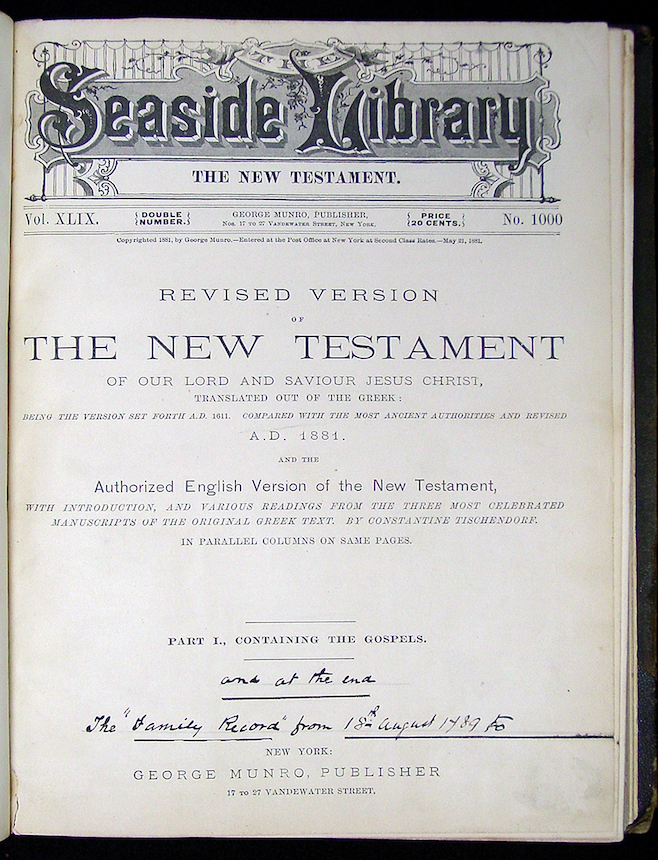 THE
Seaside Library
THE NEW TESTAMENT.
Vol. XLIX. {DOUBLE NUMBER.} GEORGE MUNRO, PUBLISHER, Nos. 17 to 27 Vandewater Street, New York. {PRICE 20 CENTS.} No. 1000
Copyrighted 1881, by George Munro.—Entered at the Post Office at New York at Second Class Rates.—May 21, 1881.
REVISED VERSION
OF
THE NEW TESTAMENT
OF OUR LORD AND SAVIOUR JESUS CHRIST,
TRANSLATED OUT OF THE GREEK:
BEING THE VERSION SET FORTH A.D. 1611. COMPARED WITH THE MOST ANCIENT AUTHORITIES AND REVISED
A.D. 1881.
AND THE
Authorized English Version of the New Testament,
WITH INTRODUCTION, AND VARIOUS READINGS FROM THE THREE MOST CELEBRATED
MANUSCRIPTS OF THE ORIGINAL GREEK TEXT. BY CONSTANTINE TISCHENDORF.
IN PARALLEL COLUMNS ON SAME PAGES.
PART I., CONTAINING THE GOSPELS.
and at the end
The "Family Record" from 18th August 1789 to
NEW YORK:
GEORGE MUNRO, PUBLISHER
17 TO 27 VANDEWATER STREET.